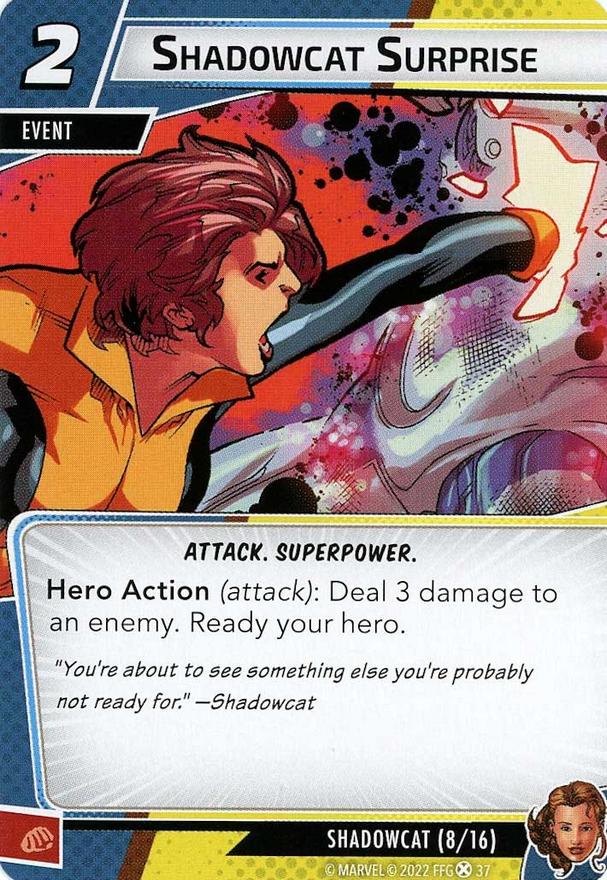 2
SHADOWCAT SURPRISE
EVENT
ATTACK. SUPERPOWER.
Hero Action (attack): Deal 3 damage to
an enemy. Ready your hero.
"You're about to see something else you're probably
not ready for." —Shadowcat
SHADOWCAT (8/16)
© MARVEL © 2022 FFG 37